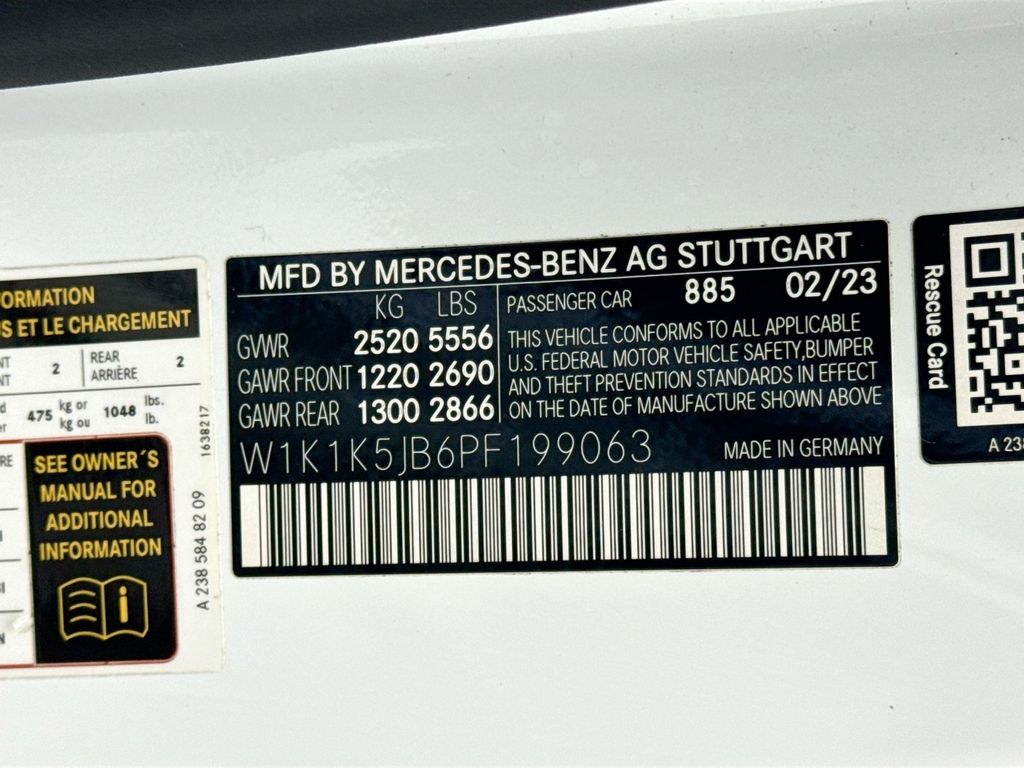 ORMATION
S ET LE CHARGEMENT
NT 2 REAR 2
NT ARRIÈRE
475 kg or 1048 lbs.
kg ou lb.
1638217
SEE OWNER´S
MANUAL FOR
ADDITIONAL
INFORMATION
A 238 584 82 09
MFD BY MERCEDES-BENZ AG STUTTGART
KG LBS PASSENGER CAR 885 02/23
GVWR 2520 5556
GAWR FRONT 1220 2690
GAWR REAR 1300 2866
THIS VEHICLE CONFORMS TO ALL APPLICABLE
U.S. FEDERAL MOTOR VEHICLE SAFETY,BUMPER
AND THEFT PREVENTION STANDARDS IN EFFECT
ON THE DATE OF MANUFACTURE SHOWN ABOVE
W1K1K5JB6PF199063 MADE IN GERMANY
Rescue Card
A 238